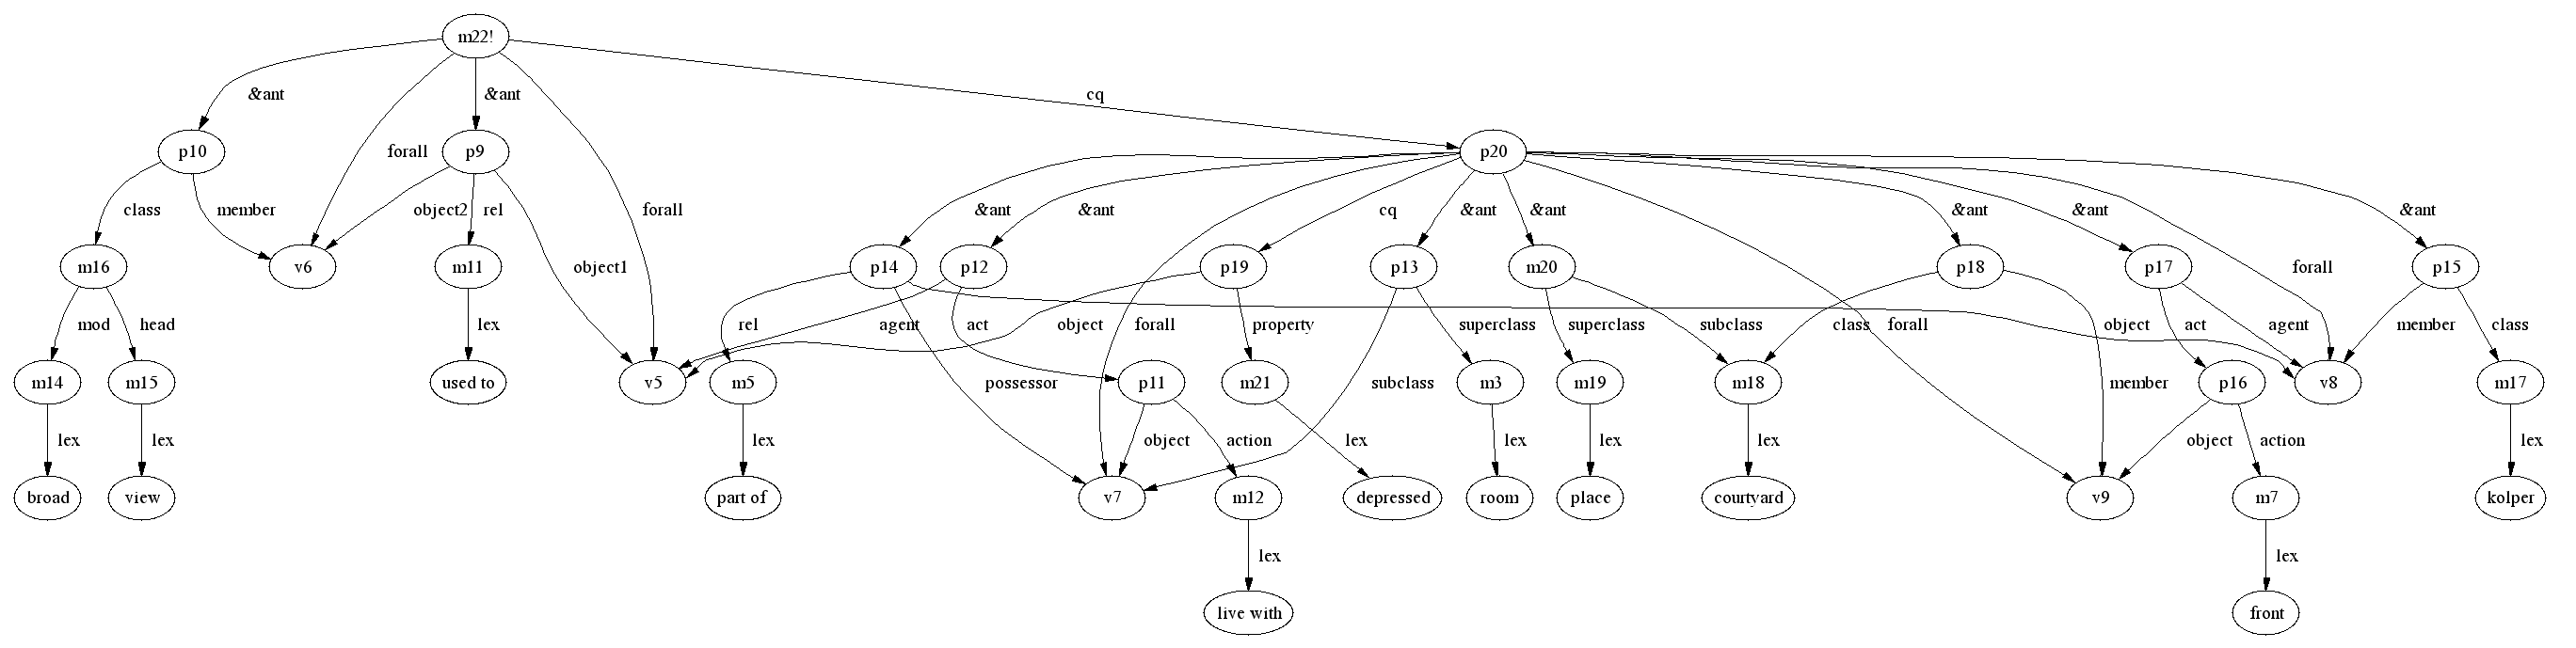 m22!
&ant &ant cq
p10 p9 p20
forall
class member object2 rel forall &ant &ant cq &ant &ant &ant &ant &ant
m16 v6 m11 object1 p14 p12 p19 p13 m20 p18 p17 forall p15
mod head lex rel agent act object forall property superclass superclass subclass class forall object act agent member class
m14 m15 used to v5 m5 possessor p11 m21 subclass m3 m19 m18 member p16 v8 m17
lex lex lex object action lex lex lex lex object action lex
broad view part of v7 m12 depressed room place courtyard v9 m7 kolper
lex lex
live with front